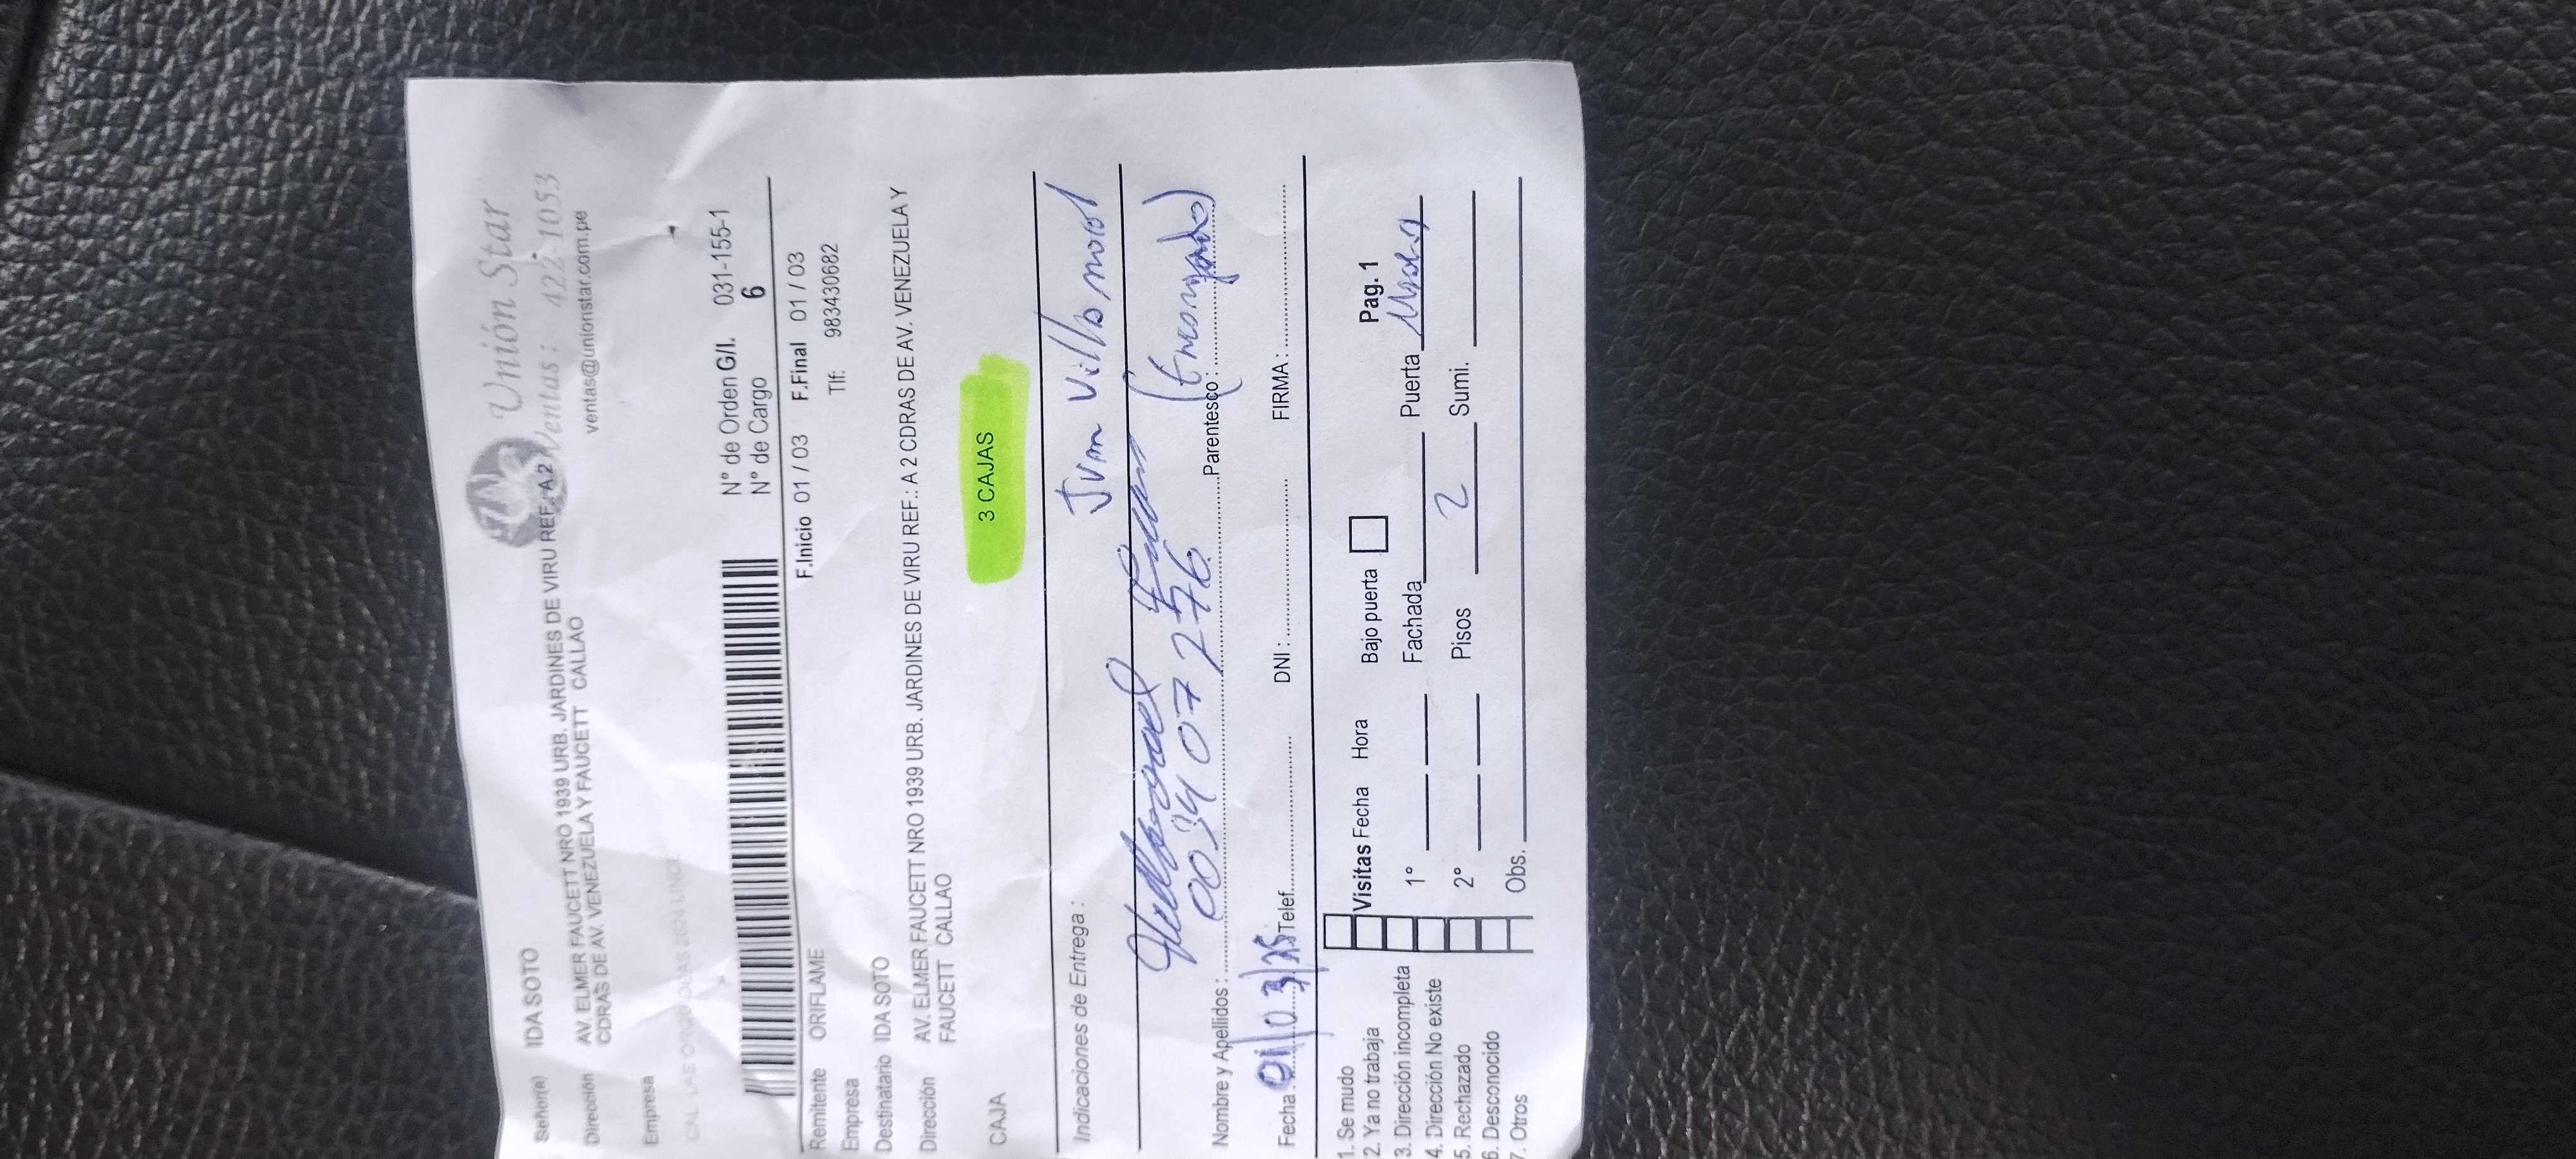 Unión Star
Ventas: 422-1053
ventas@unionstar.com.pe
Señor(a) IDA SOTO
Dirección AV. ELMER FAUCETT NRO 1939 URB. JARDINES DE VIRU REF.: A 2
CDRAS DE AV. VENEZUELA Y FAUCETT CALLAO
Empresa
N° de Orden G/I. 031-155-1
N° de Cargo 6
F.Inicio 01 / 03 F.Final 01 / 03
Remitente ORIFLAME
Tlf: 983430682
Empresa
Destinatario IDA SOTO
Dirección AV. ELMER FAUCETT NRO 1939 URB. JARDINES DE VIRU REF.: A 2 CDRAS DE AV. VENEZUELA Y
FAUCETT CALLAO
CAJA 3 CAJAS
Indicaciones de Entrega :
(Encargado)
Nombre y Apellidos : Parentesco :
Fecha : 01/03/25 Telef. DNI : FIRMA :
1. Se mudo
2. Ya no trabaja
3. Dirección incompleta
4. Dirección No existe
5. Rechazado
6. Desconocido
7. Otros
Visitas Fecha Hora Bajo puerta Pag. 1
1° Fachada Puerta
2° Pisos 2 Sumi.
Obs.